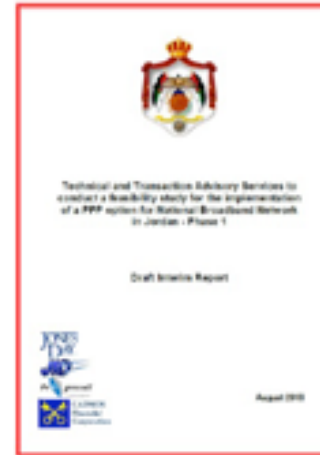 Technical and Transaction Advisory Services to
conduct a feasibility study for the implementation
of a PPP option for National Broadband Network
in Jordan - Phase 1
Draft Interim Report
JONES
DAY
August